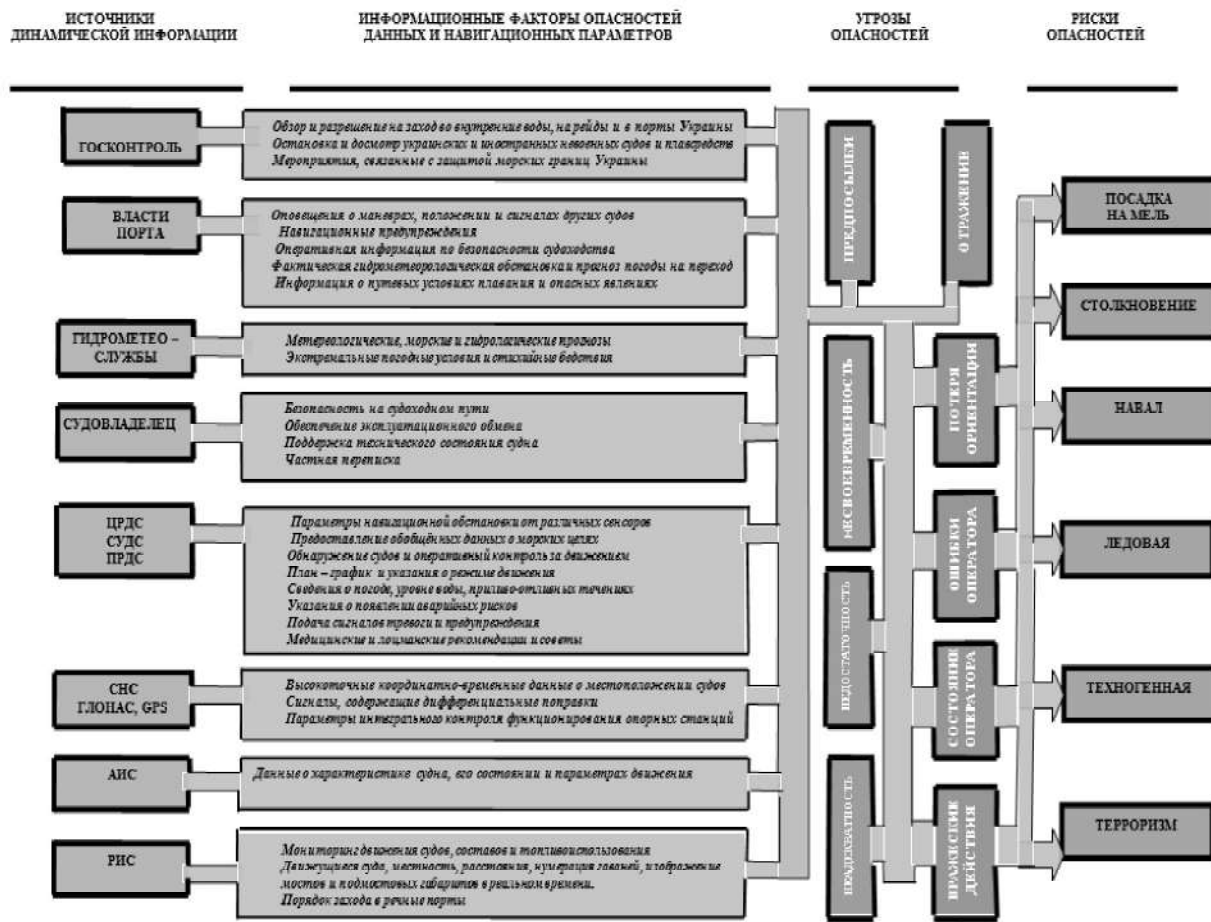 ИСТОЧНИКИ
ДИНАМИЧЕСКОЙ ИНФОРМАЦИИ
ИНФОРМАЦИОННЫЕ ФАКТОРЫ ОПАСНОСТЕЙ
ДАННЫХ И НАВИГАЦИОННЫХ ПАРАМЕТРОВ
УГРОЗЫ
ОПАСНОСТЕЙ
РИСКИ
ОПАСНОСТЕЙ
ГОСКОНТРОЛЬ
Обзор и разрешение на заход во внутренние воды, на рейды и в порты Украины
Остановка и досмотр украинских и иностранных невоенных судов и плавсредств
Мероприятия, связанные с защитой морских границ Украины
ВЛАСТИ
ПОРТА
Оповещения о маневрах, положении и сигналах других судов
Навигационные предупреждения
Оперативная информация по безопасности судоходства
Фактическая гидрометеорологическая обстановка и прогноз погоды на переход
Информация о путевых условиях плавания и опасных явлениях
ГИДРОМЕТЕО –
СЛУЖБЫ
Метереологические, морские и гидрологические прогнозы
Экстремальные погодные условия и стихийные бедствия
СУДОВЛАДЕЛЕЦ
Безопасность на судоходном пути
Обеспечение эксплуатационного обмена
Поддержка технического состояния судна
Частная переписка
ЦРДС
СУДС
ПРДС
Параметры навигационной обстановки от различных сенсоров
Предоставление обобщённых данных о морских целях
Обнаружение судов и оперативный контроль за движением
План – график и указания о режиме движения
Сведения о погоде, уровне воды, приливо-отливных течениях
Указания о появлении аварийных рисков
Подача сигналов тревоги и предупреждения
Медицинские и лоцманские рекомендации и советы
СНС
ГЛОНАС, GPS
Высокоточные координатно-временные данные о местоположении судов
Сигналы, содержащие дифференциальные поправки
Параметры интегрального контроля функционирования опорных станций
АИС
Данные о характеристике судна, его состоянии и параметрах движения
РИС
Мониторинг движения судов, составов и топливоиспользования
Движущиеся суда, местность, расстояния, нумерация гаваней, изображение
мостов и подмостовых габаритов в реальном времени.
Порядок захода в речные порты
ПРЕДПОСЫЛКИ
ОТРАЖЕНИЕ
НЕСВОЕВРЕМЕННОСТЬ
НЕДОСТАТОЧНОСТЬ
НЕАДЕКВАТНОСТЬ
ПОТЕРЯ
ОРИЕНТАЦИИ
ОШИБКИ
ОПЕРАТОРА
СОСТОЯНИЕ
ОПЕРАТОРА
ВРАЖЕСКИЕ
ДЕЙСТВИЯ
ПОСАДКА
НА МЕЛЬ
СТОЛКНОВЕНИЕ
НАВАЛ
ЛЕДОВАЯ
ТЕХНОГЕННАЯ
ТЕРРОРИЗМ